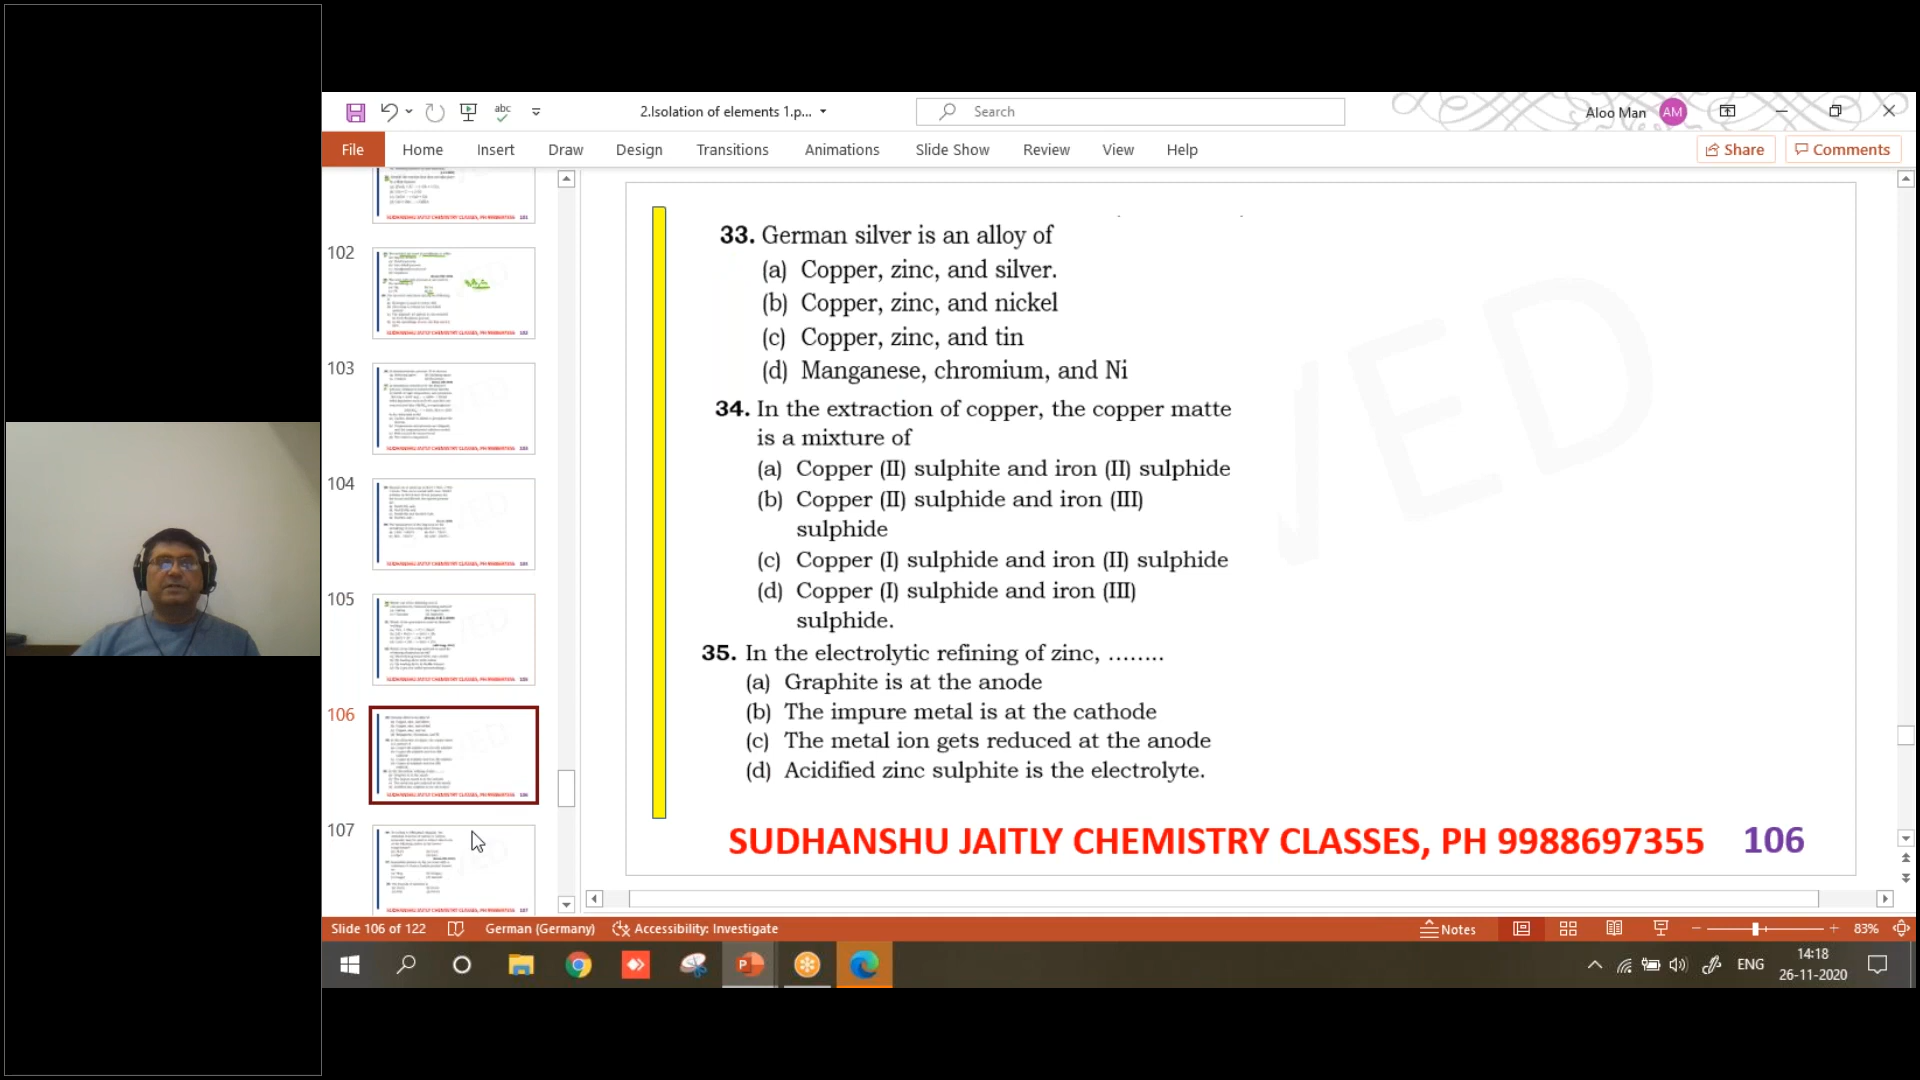 abc
2.Isolation of elements 1.p...
Search
Aloo Man
AM
File
Home
Insert
Draw
Design
Transitions
Animations
Slide Show
Review
View
Help
Share
Comments
102
103
104
105
106
107
33. German silver is an alloy of
(a) Copper, zinc, and silver.
(b) Copper, zinc, and nickel
(c) Copper, zinc, and tin
(d) Manganese, chromium, and Ni
34. In the extraction of copper, the copper matte
is a mixture of
(a) Copper (II) sulphite and iron (II) sulphide
(b) Copper (II) sulphide and iron (III)
sulphide
(c) Copper (I) sulphide and iron (II) sulphide
(d) Copper (I) sulphide and iron (III)
sulphide.
35. In the electrolytic refining of zinc, ........
(a) Graphite is at the anode
(b) The impure metal is at the cathode
(c) The metal ion gets reduced at the anode
(d) Acidified zinc sulphite is the electrolyte.
SUDHANSHU JAITLY CHEMISTRY CLASSES, PH 9988697355 106
VED
Slide 106 of 122
German (Germany)
Accessibility: Investigate
Notes
83%
ENG
14:18
26-11-2020